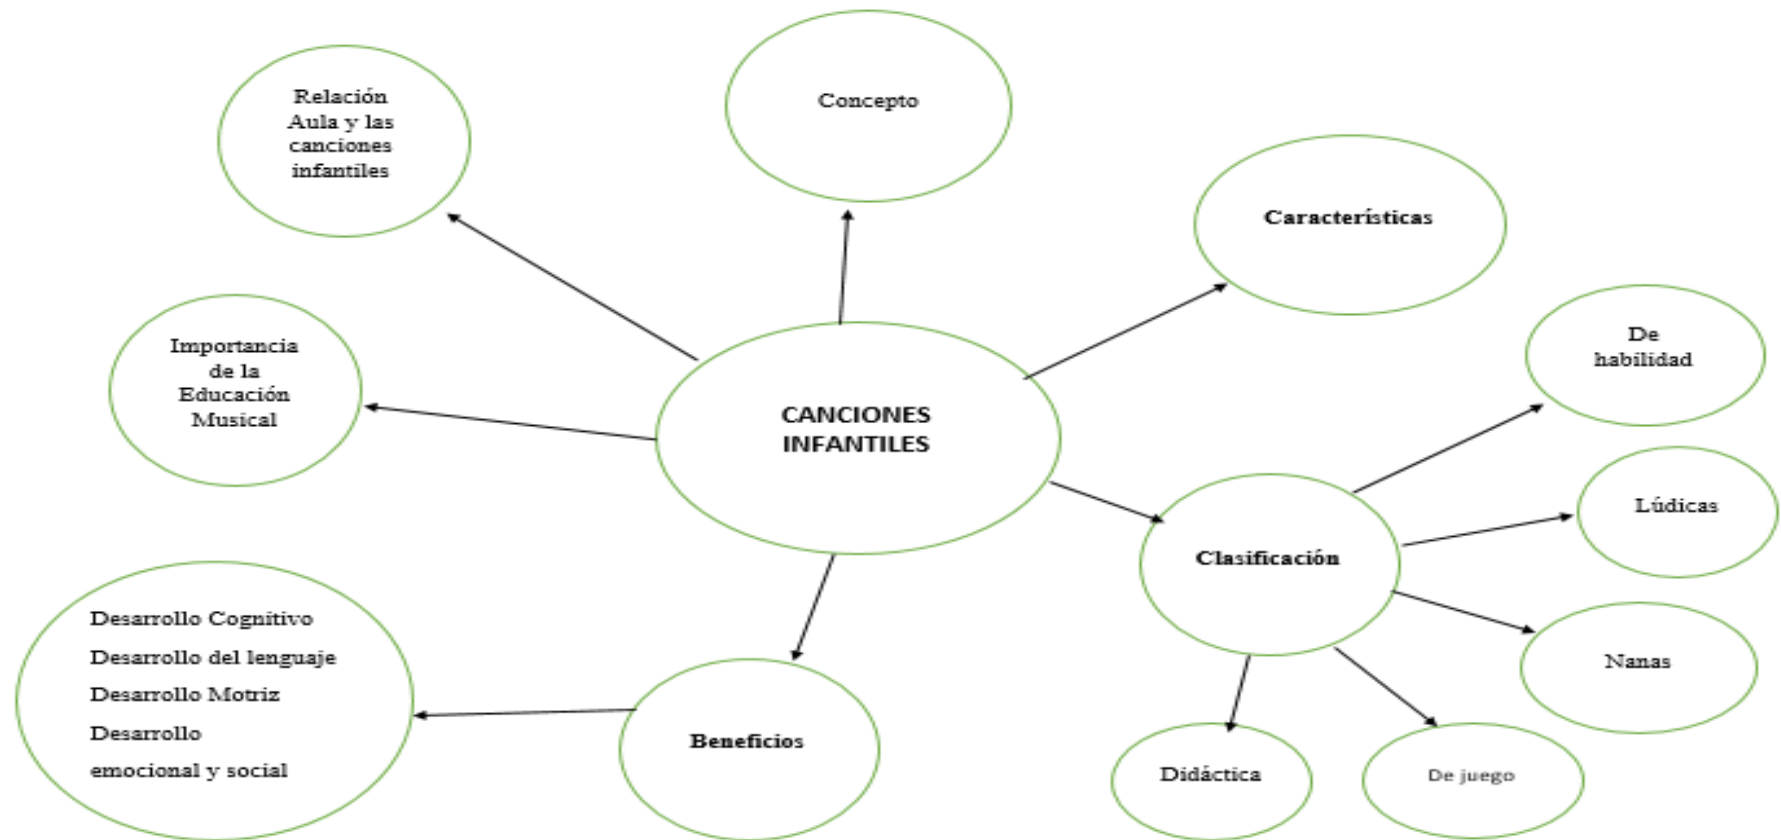 Relación
Aula y las
canciones
infantiles
Concepto
Características
Importancia
de la
Educación
Musical
CANCIONES
INFANTILES
De
habilidad
Lúdicas
Clasificación
Nanas
Didáctica
De juego
Beneficios
Desarrollo Cognitivo
Desarrollo del lenguaje
Desarrollo Motriz
Desarrollo
emocional y social